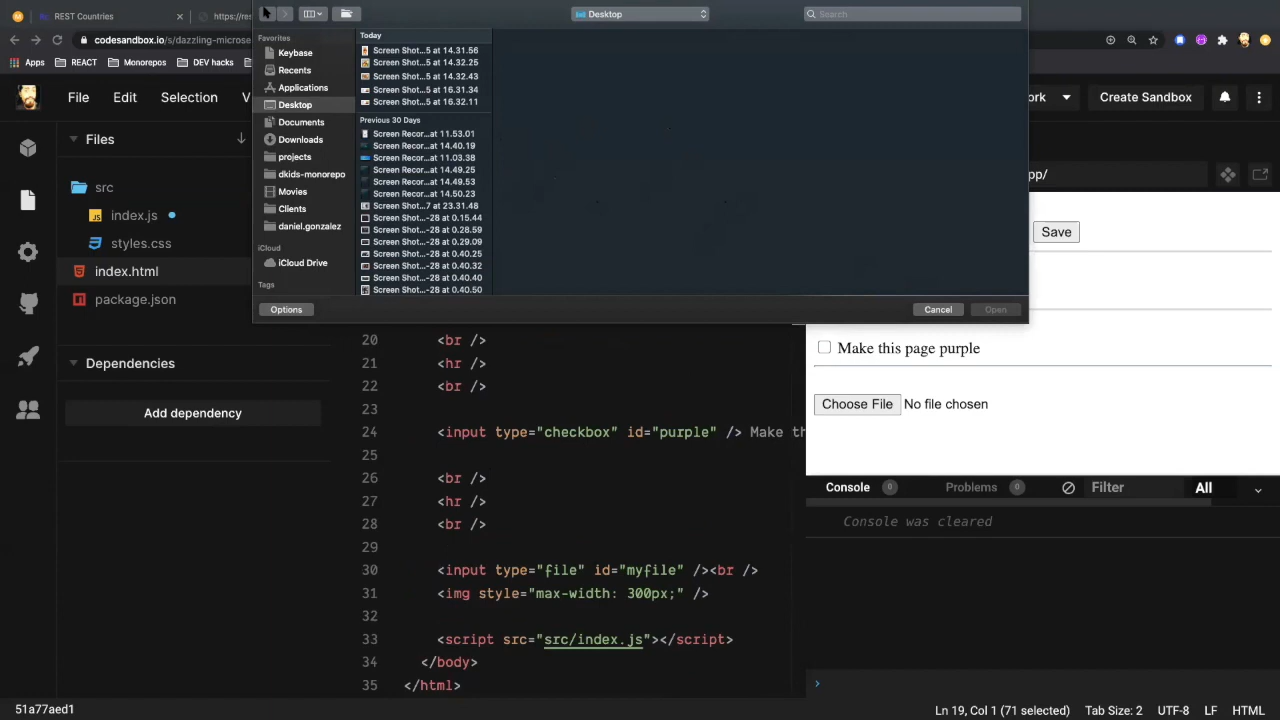 REST Countries
https://res
Desktop
Search
codesandbox.io/s/dazzling-microse
Apps
REACT
Monorepos
DEV hacks
File
Edit
Selection
V
rk
Create Sandbox
Favorites
Keybase
Recents
Applications
Desktop
Documents
Downloads
projects
dkids-monorepo
Movies
Clients
daniel.gonzalez
iCloud
iCloud Drive
Tags
Today
Screen Shot...5 at 14.31.56
Screen Shot...5 at 14.32.25
Screen Shot...5 at 14.32.43
Screen Shot...5 at 16.31.34
Screen Shot...5 at 16.32.11
Previous 30 Days
Screen Recor...at 11.53.01
Screen Recor...at 14.40.19
Screen Recor...at 11.03.38
Screen Recor...at 14.49.25
Screen Recor...at 14.49.53
Screen Recor...at 14.50.23
Screen Shot...7 at 23.31.48
Screen Shot...-28 at 0.15.44
Screen Shot...-28 at 0.28.59
Screen Shot...-28 at 0.29.09
Screen Shot...-28 at 0.40.25
Screen Shot...-28 at 0.40.32
Screen Shot...-28 at 0.40.40
Screen Shot...-28 at 0.40.50
Options
Cancel
Open
Files
src
index.js
styles.css
index.html
package.json
Dependencies
Add dependency
20 <br />
21 <hr />
22 <br />
23
24 <input type="checkbox" id="purple" /> Make th
25
26 <br />
27 <hr />
28 <br />
29
30 <input type="file" id="myfile" /><br />
31 <img style="max-width: 300px;" />
32
33 <script src="src/index.js"></script>
34 </body>
35 </html>
pp/
Save
Make this page purple
Choose File No file chosen
Console 0 Problems 0 Filter All
Console was cleared
›
51a77aed1
Ln 19, Col 1 (71 selected) Tab Size: 2 UTF-8 LF HTML